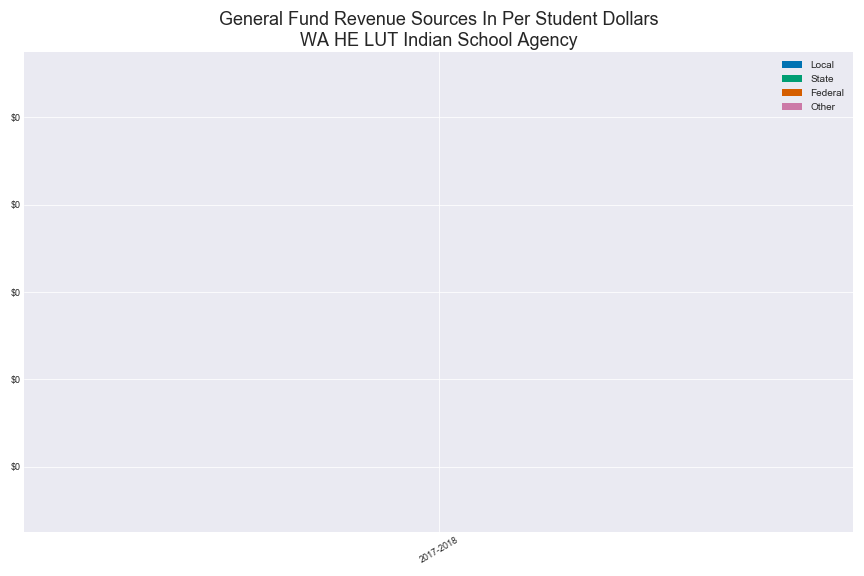 General Fund Revenue Sources In Per Student Dollars
WA HE LUT Indian School Agency
Local
State
Federal
Other
$0
$0
$0
$0
$0
2017-2018